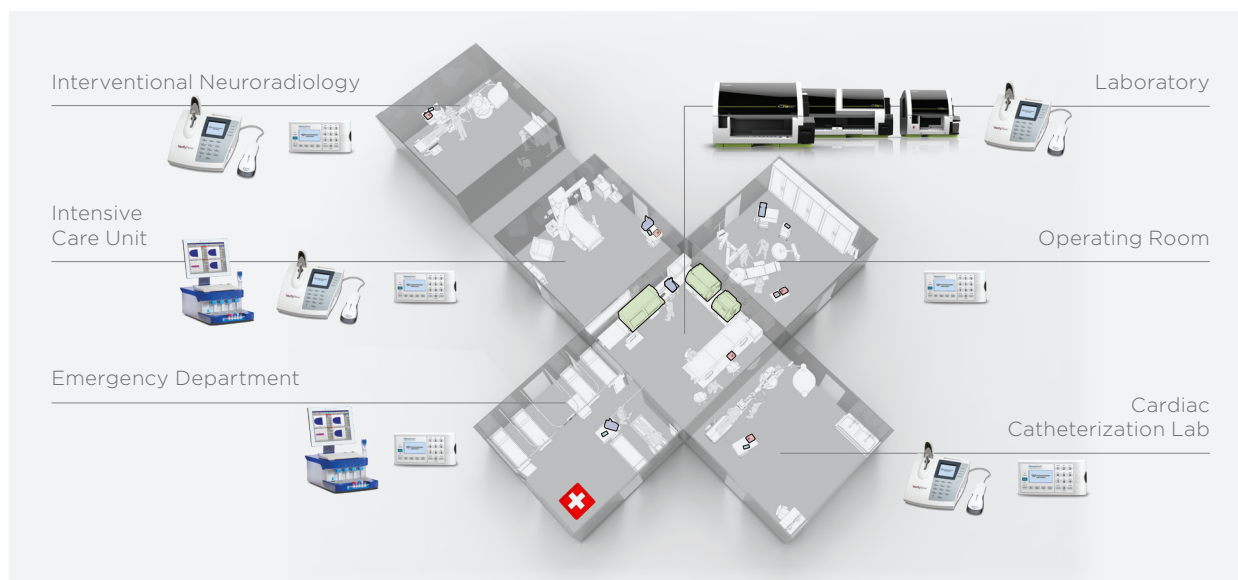 Interventional Neuroradiology
Laboratory
Intensive
Care Unit
Operating Room
Emergency Department
Cardiac
Catheterization Lab